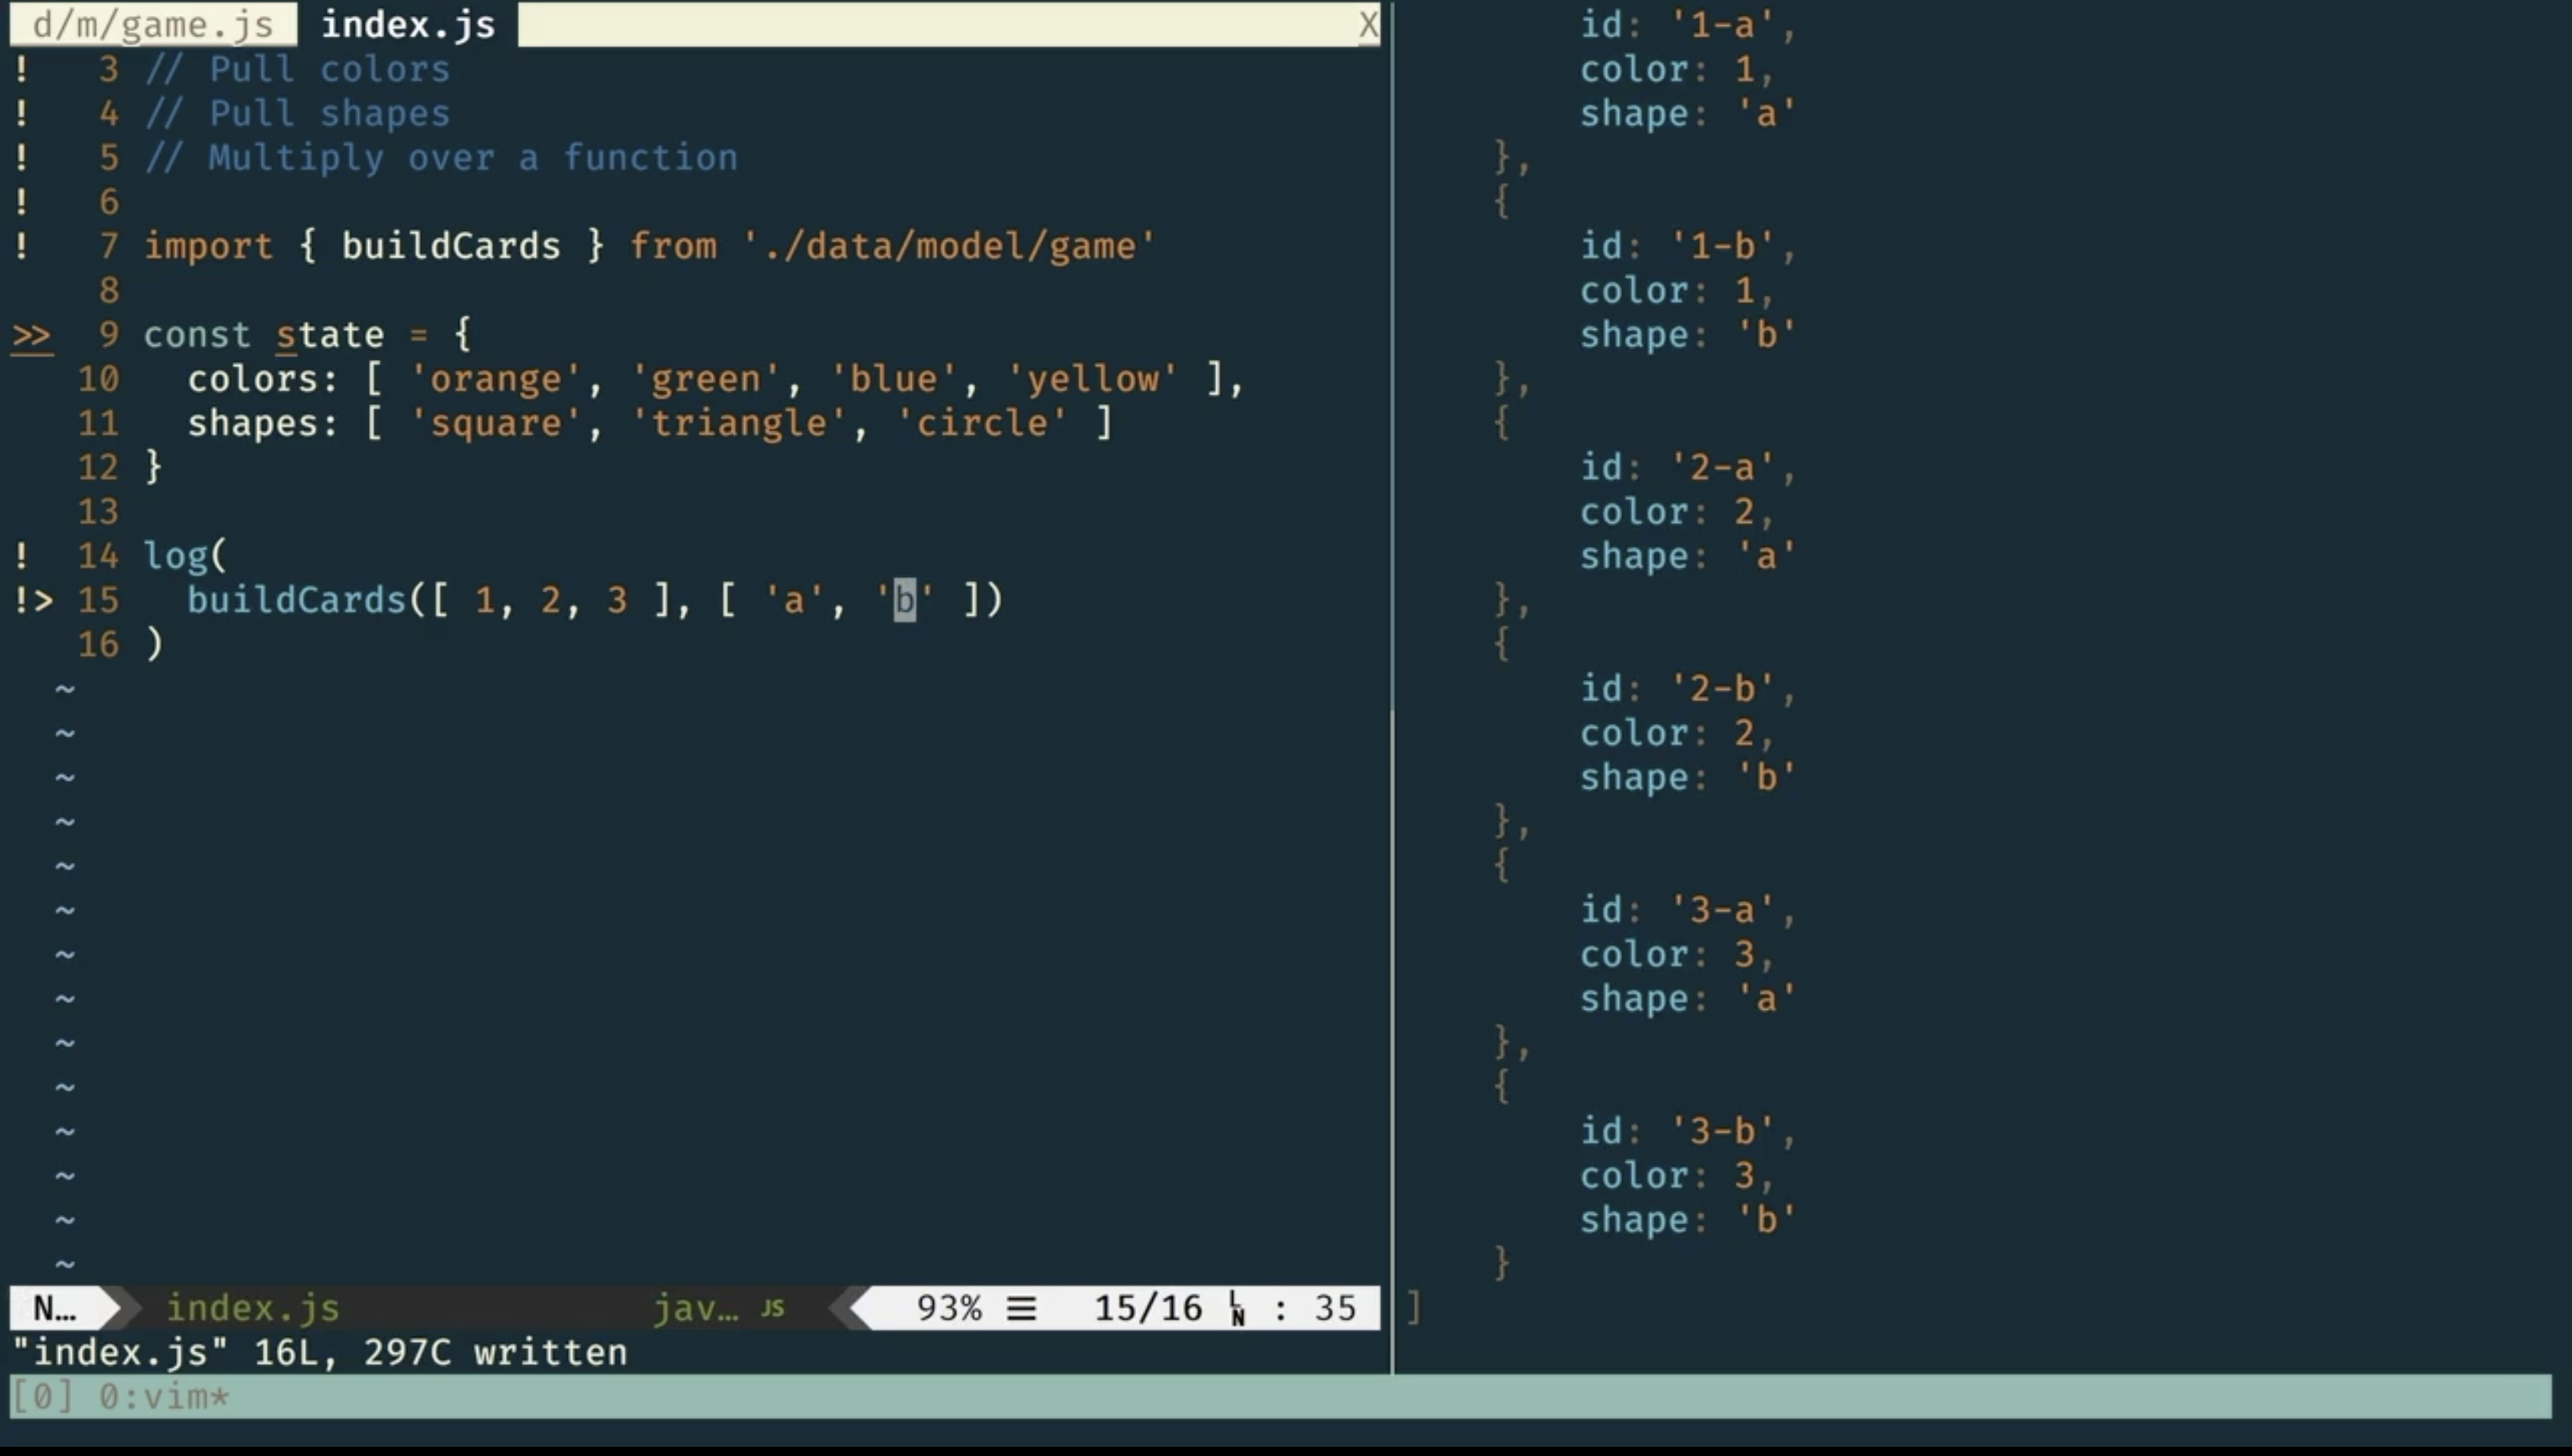 d/m/game.js index.js X
! 3 // Pull colors
! 4 // Pull shapes
! 5 // Multiply over a function
! 6
! 7 import { buildCards } from './data/model/game'
8
>> 9 const state = {
10 colors: [ 'orange', 'green', 'blue', 'yellow' ],
11 shapes: [ 'square', 'triangle', 'circle' ]
12 }
13
! 14 log(
!> 15 buildCards([ 1, 2, 3 ], [ 'a', 'b' ])
16 )
~
~
~
~
~
~
~
~
~
~
~
~
~
~
N… index.js jav… JS 93% ☰ 15/16 LN : 35
"index.js" 16L, 297C written
[0] 0:vim*
id: '1-a',
color: 1,
shape: 'a'
},
{
id: '1-b',
color: 1,
shape: 'b'
},
{
id: '2-a',
color: 2,
shape: 'a'
},
{
id: '2-b',
color: 2,
shape: 'b'
},
{
id: '3-a',
color: 3,
shape: 'a'
},
{
id: '3-b',
color: 3,
shape: 'b'
}
]